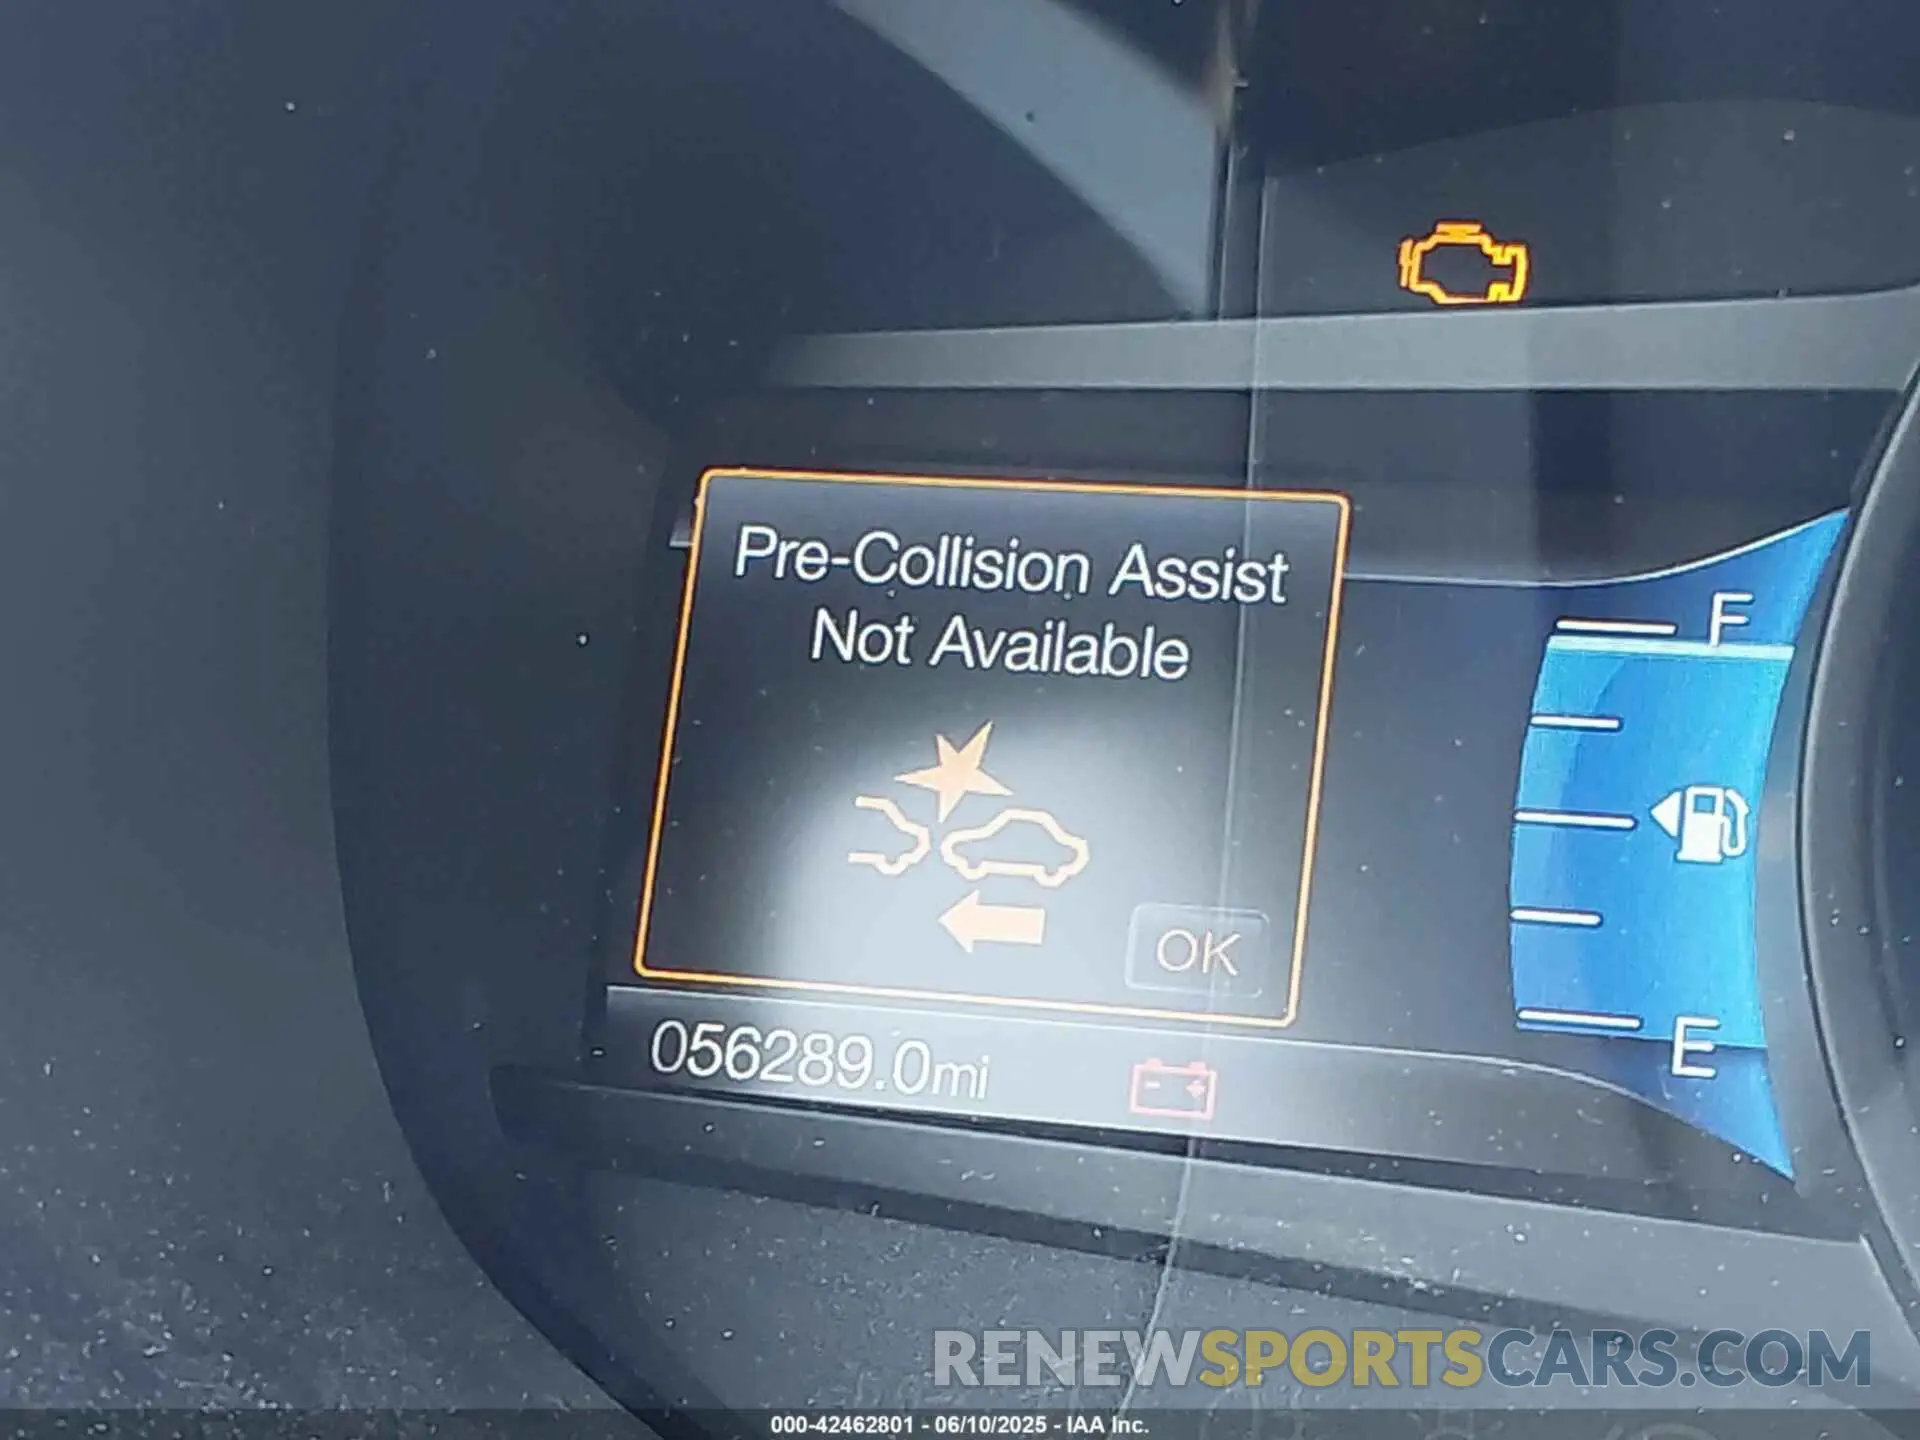 Pre-Collision Assist
Not Available
OK
056289.0mi
F
E
RENEWSPORTSCARS.COM
000-42462801 - 06/10/2025 - IAA Inc.